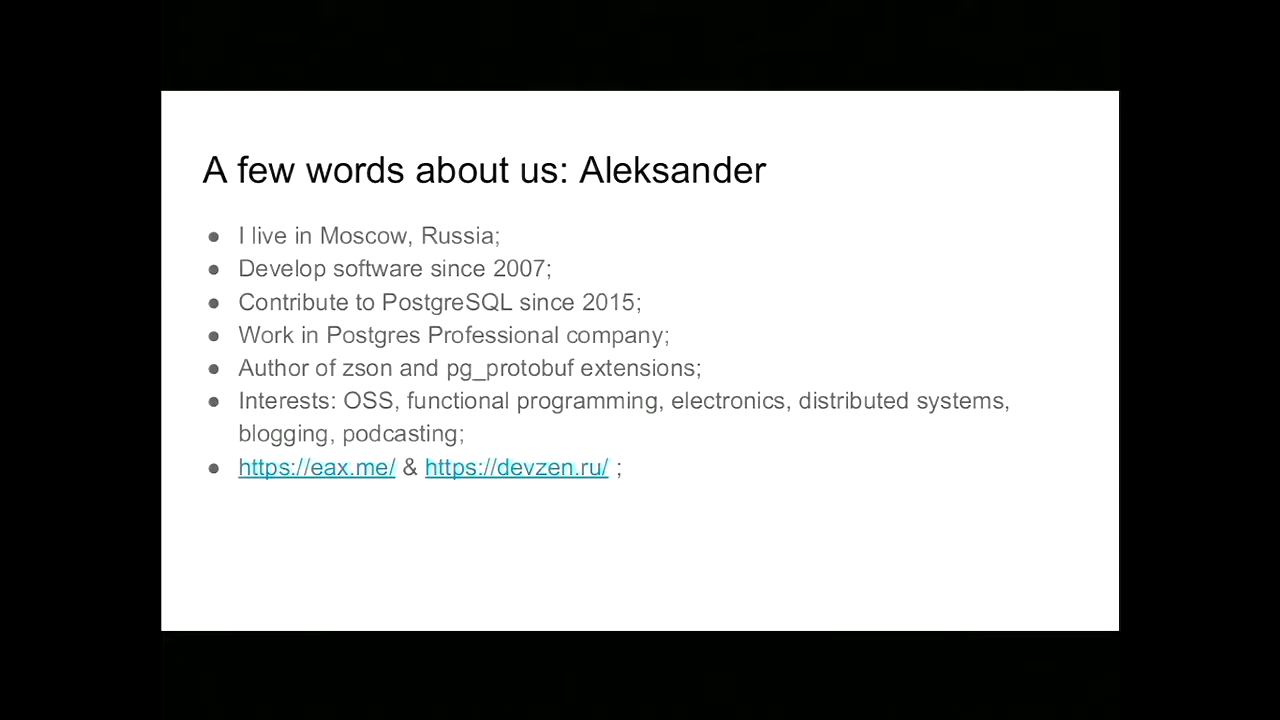 A few words about us: Aleksander
● I live in Moscow, Russia;
● Develop software since 2007;
● Contribute to PostgreSQL since 2015;
● Work in Postgres Professional company;
● Author of zson and pg_protobuf extensions;
● Interests: OSS, functional programming, electronics, distributed systems,
blogging, podcasting;
● https://eax.me/ & https://devzen.ru/ ;